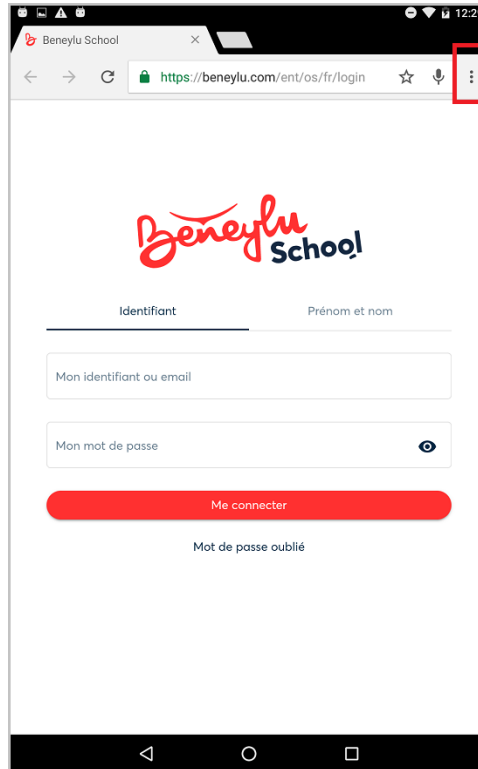 12:2
Beneylu School
https://beneylu.com/ent/os/fr/login
Beneylu
School
Identifiant
Prénom et nom
Mon identifiant ou email
Mon mot de passe
Me connecter
Mot de passe oublié